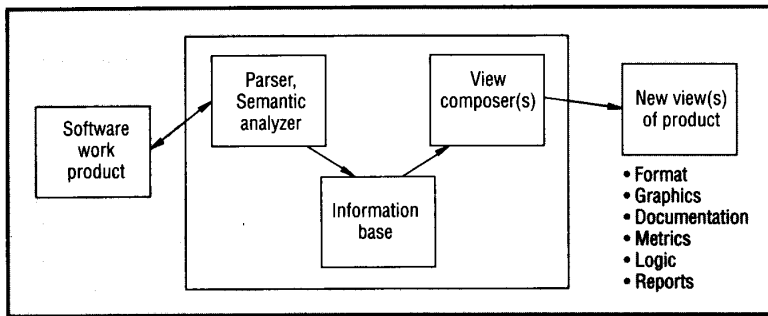 Software
work
product
Parser,
Semantic
analyzer
Information
base
View
composer(s)
New view(s)
of product
• Format
• Graphics
• Documentation
• Metrics
• Logic
• Reports